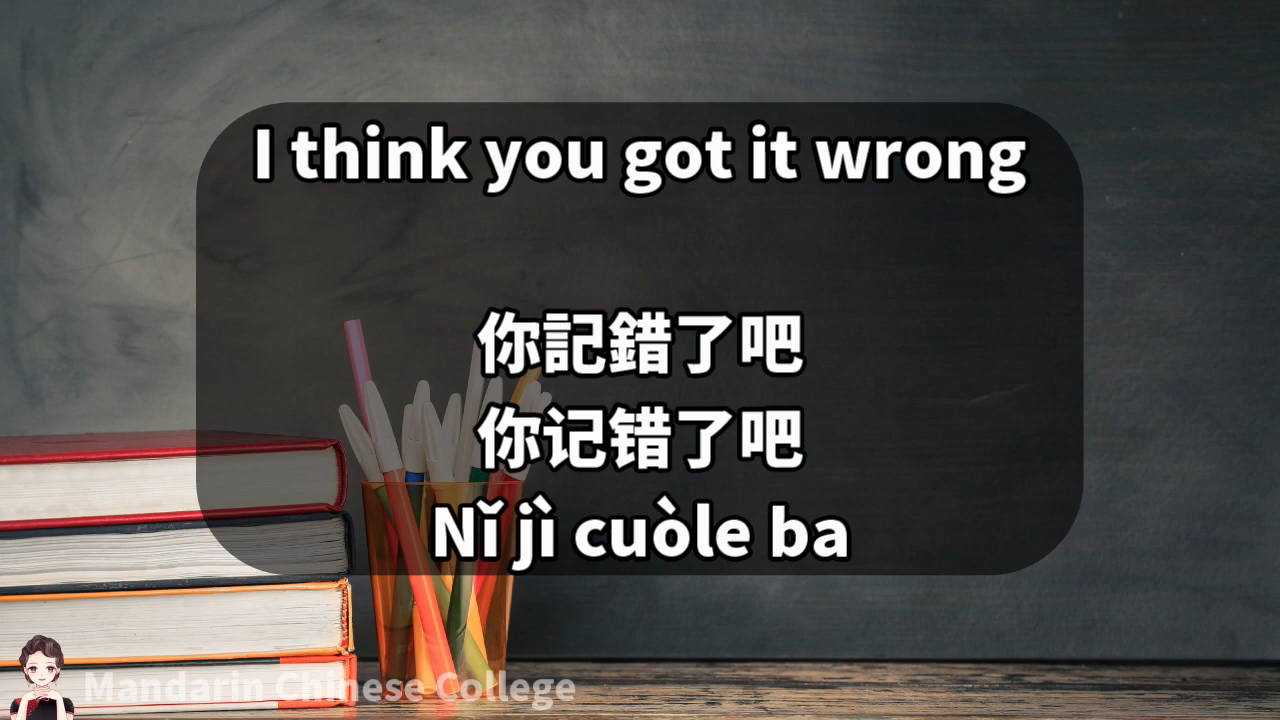 I think you got it wrong
你記錯了吧
你记错了吧
Nǐ jì cuòle ba
Mandarin Chinese College